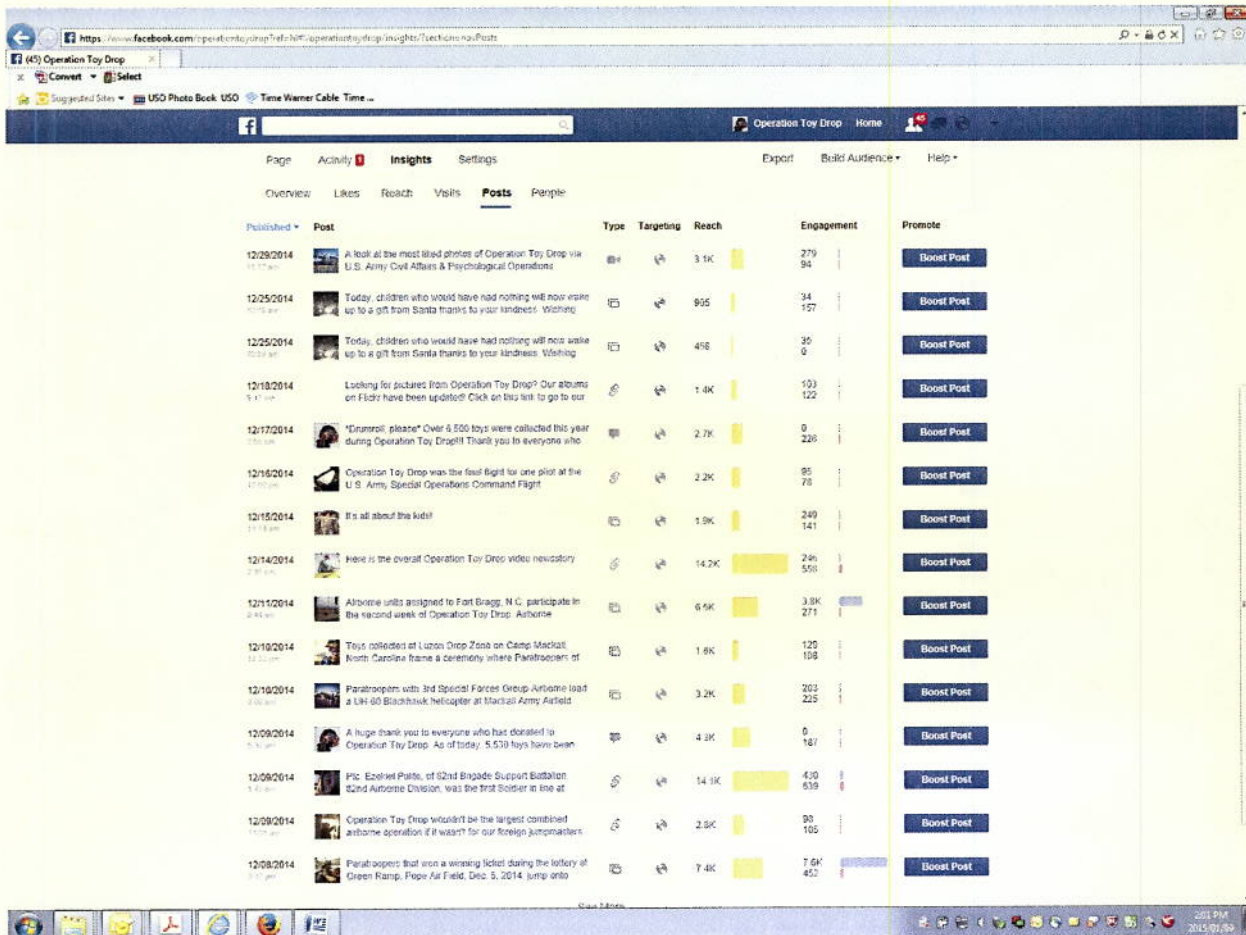 https://www.facebook.com/operationtoydrop
(45) Operation Toy Drop
x Convert Select
Suggested Sites USO Photo Book USO Time Warner Cable Time ...
Operation Toy Drop Home 45
Page Activity 1 Insights Settings Export Build Audience Help
Overview Likes Reach Visits Posts People
Published Post Type Targeting Reach Engagement Promote
12/29/2014 A look at the most liked photos of Operation Toy Drop via 3.1K 279 Boost Post
U.S. Army Civil Affairs & Psychological Operations 94
12/25/2014 Today, children who would have had nothing will now wake 34 Boost Post
up to a gift from Santa thanks to your kindness. Wishing 157
12/25/2014 Today, children who would have had nothing will now wake 458 Boost Post
up to a gift from Santa thanks to your kindness. Wishing 0
12/18/2014 Looking for pictures from Operation Toy Drop? Our albums 1.4K 103 Boost Post
on Flickr have been updated! Click on this link to go to our 122
12/17/2014 *Drumroll, please* Over 6,500 toys were collected this year 2.7K 0 Boost Post
during Operation Toy Drop!!! Thank you to everyone who 226
12/16/2014 Operation Toy Drop was the final flight for one pilot at the 2.2K 95 Boost Post
U.S. Army Special Operations Command Flight 78
12/15/2014 It's all about the kids! 1.9K 249 Boost Post
141
12/14/2014 Here is the overall Operation Toy Drop video newsstory 14.2K Boost Post
558
12/11/2014 Airborne units assigned to Fort Bragg, N.C. participate in 3.8K Boost Post
the second week of Operation Toy Drop. Airborne 271
12/10/2014 Toys collected at Luzon Drop Zone on Camp Mackall, Boost Post
North Carolina frame a ceremony where Paratroopers of
12/10/2014 Paratroopers with 3rd Special Forces Group Airborne load 3.2K 203 Boost Post
a UH-60 Blackhawk helicopter at Mackall Army Airfield 225
12/09/2014 A huge thank you to everyone who has donated to 0 Boost Post
Operation Toy Drop. As of today, 5,530 toys have been 187
12/09/2014 Pfc. Ezekiel Polite, of 82nd Brigade Support Battalion 430 Boost Post
82nd Airborne Division, was the first Soldier in line at 639
12/09/2014 Operation Toy Drop wouldn't be the largest combined 98 Boost Post
airborne operation if it wasn't for our foreign jumpmasters. 105
12/08/2014 Paratroopers that won a winning ticket during the lottery at 7.4K 7.6K Boost Post
Green Ramp, Pope Air Field, Dec. 5, 2014, jump onto 452
See More
2:01 PM
2015/01/09